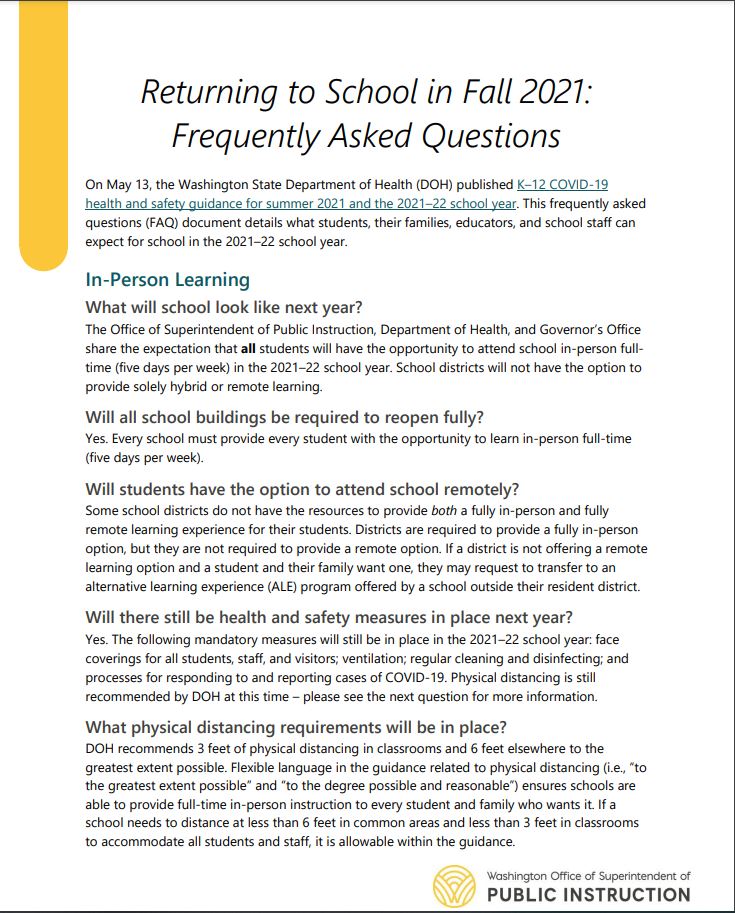 Returning to School in Fall 2021:
Frequently Asked Questions
On May 13, the Washington State Department of Health (DOH) published K–12 COVID-19
health and safety guidance for summer 2021 and the 2021–22 school year. This frequently asked
questions (FAQ) document details what students, their families, educators, and school staff can
expect for school in the 2021–22 school year.
In-Person Learning
What will school look like next year?
The Office of Superintendent of Public Instruction, Department of Health, and Governor’s Office
share the expectation that all students will have the opportunity to attend school in-person full-
time (five days per week) in the 2021–22 school year. School districts will not have the option to
provide solely hybrid or remote learning.
Will all school buildings be required to reopen fully?
Yes. Every school must provide every student with the opportunity to learn in-person full-time
(five days per week).
Will students have the option to attend school remotely?
Some school districts do not have the resources to provide both a fully in-person and fully
remote learning experience for their students. Districts are required to provide a fully in-person
option, but they are not required to provide a remote option. If a district is not offering a remote
learning option and a student and their family want one, they may request to transfer to an
alternative learning experience (ALE) program offered by a school outside their resident district.
Will there still be health and safety measures in place next year?
Yes. The following mandatory measures will still be in place in the 2021–22 school year: face
coverings for all students, staff, and visitors; ventilation; regular cleaning and disinfecting; and
processes for responding to and reporting cases of COVID-19. Physical distancing is still
recommended by DOH at this time – please see the next question for more information.
What physical distancing requirements will be in place?
DOH recommends 3 feet of physical distancing in classrooms and 6 feet elsewhere to the
greatest extent possible. Flexible language in the guidance related to physical distancing (i.e., “to
the greatest extent possible” and “to the degree possible and reasonable”) ensures schools are
able to provide full-time in-person instruction to every student and family who wants it. If a
school needs to distance at less than 6 feet in common areas and less than 3 feet in classrooms
to accommodate all students and staff, it is allowable within the guidance.
Washington Office of Superintendent of
PUBLIC INSTRUCTION